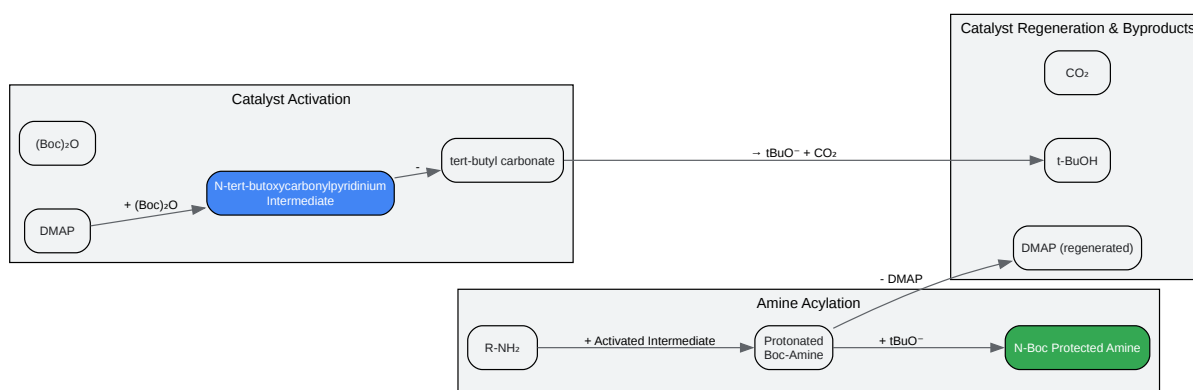 Catalyst Regeneration & Byproducts
CO₂
Catalyst Activation
(Boc)₂O
tert-butyl carbonate
→ tBuO⁻ + CO₂
t-BuOH
-
N-tert-butoxycarbonylpyridinium
Intermediate
+ (Boc)₂O
DMAP
DMAP (regenerated)
- DMAP
Amine Acylation
R-NH₂
+ Activated Intermediate
Protonated
Boc-Amine
+ tBuO⁻
N-Boc Protected Amine